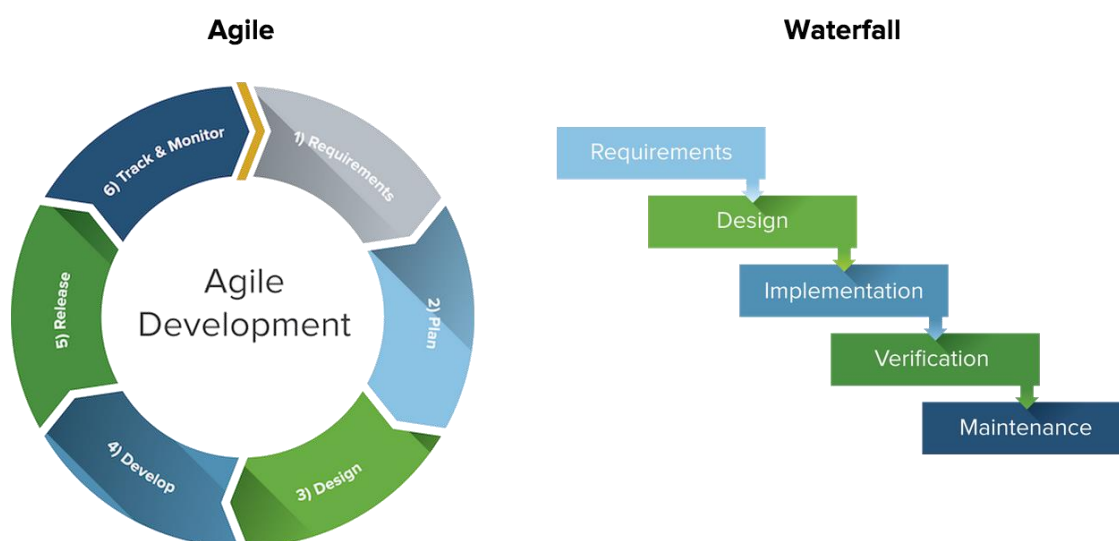 Agile
Waterfall
1) Requirements
2) Plan
3) Design
4) Develop
5) Release
6) Track & Monitor
Agile
Development
Requirements
Design
Implementation
Verification
Maintenance